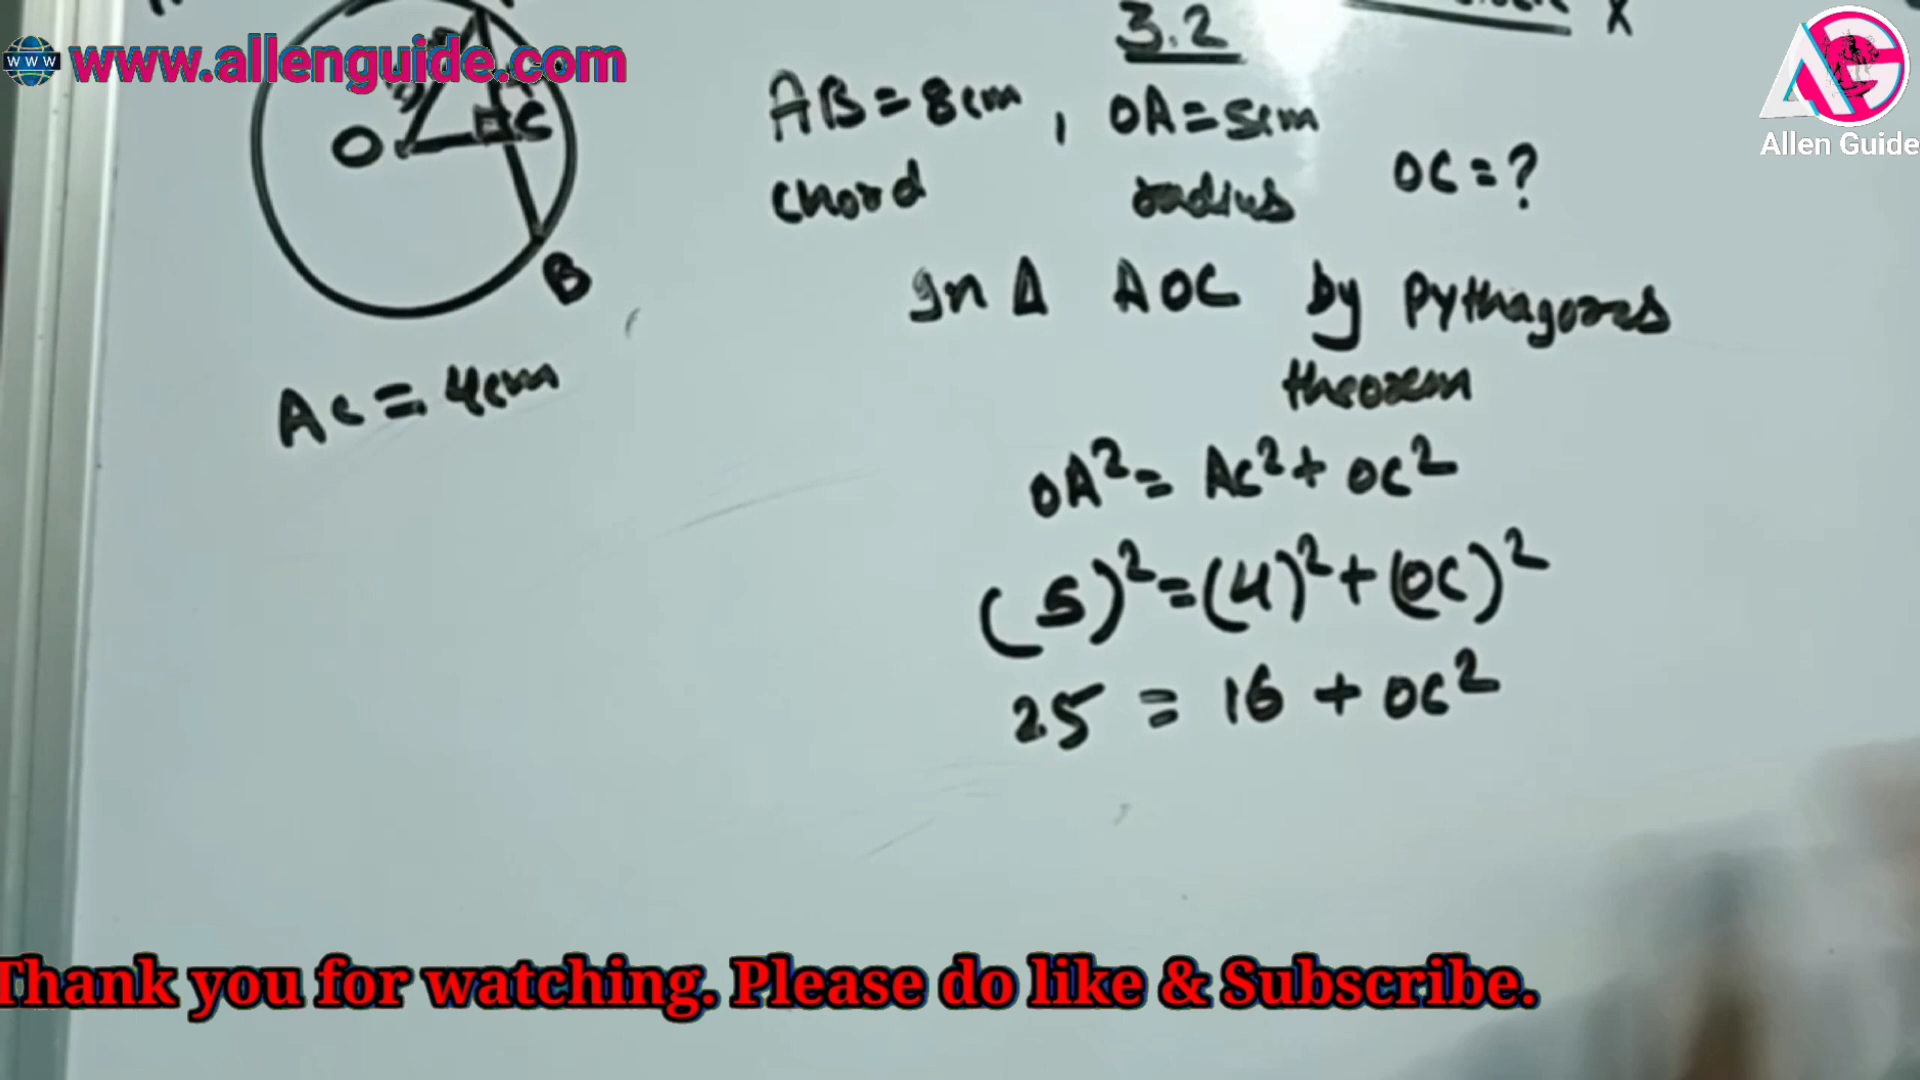 www.allenguide.com
Allen Guide
3.2
X
AB=8cm , OA=5cm
chord radius OC=?
O C
B
In Δ AOC by Pythagoras
theorem
AC=4cm
OA²=AC²+OC²
(5)²=(4)²+(OC)²
25 = 16 + OC²
Thank you for watching. Please do like & Subscribe.